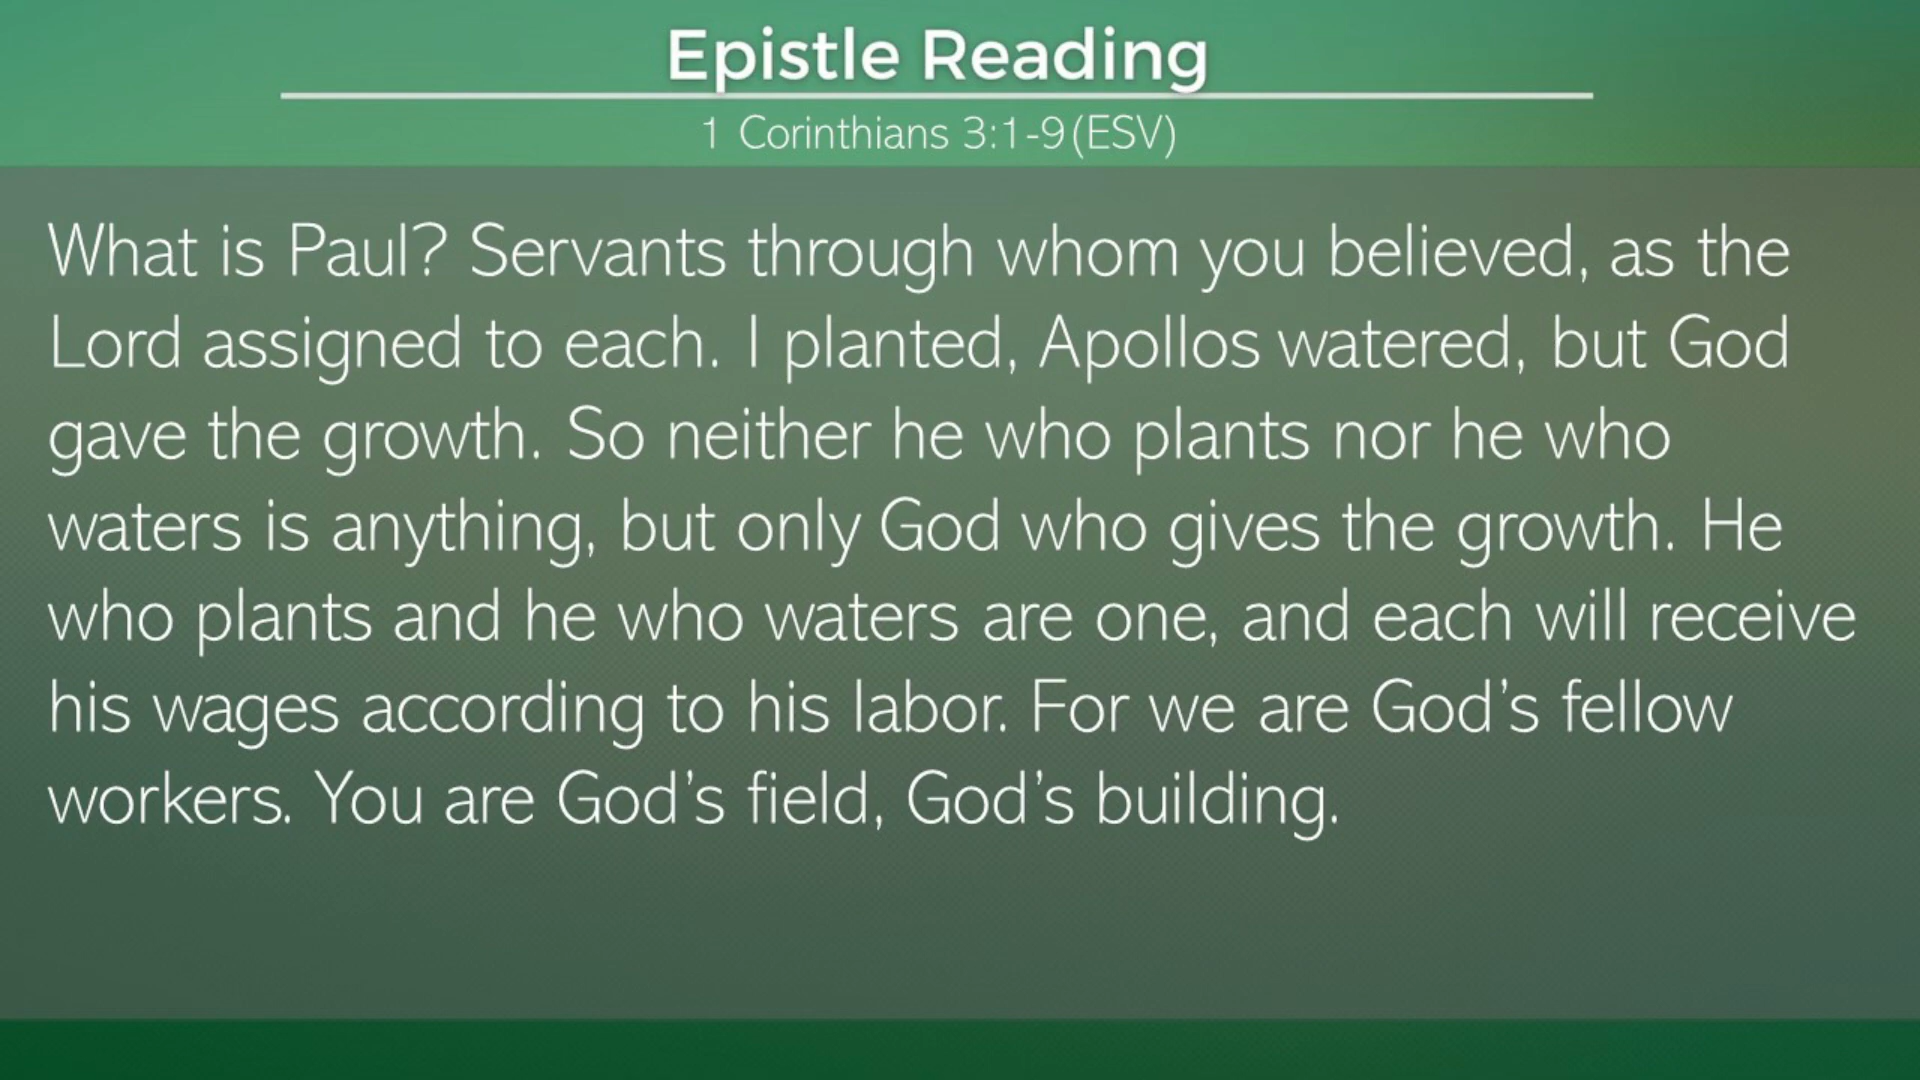 Epistle Reading
1 Corinthians 3:1-9(ESV)
What is Paul? Servants through whom you believed, as the
Lord assigned to each. I planted, Apollos watered, but God
gave the growth. So neither he who plants nor he who
waters is anything, but only God who gives the growth. He
who plants and he who waters are one, and each will receive
his wages according to his labor. For we are God’s fellow
workers. You are God’s field, God’s building.